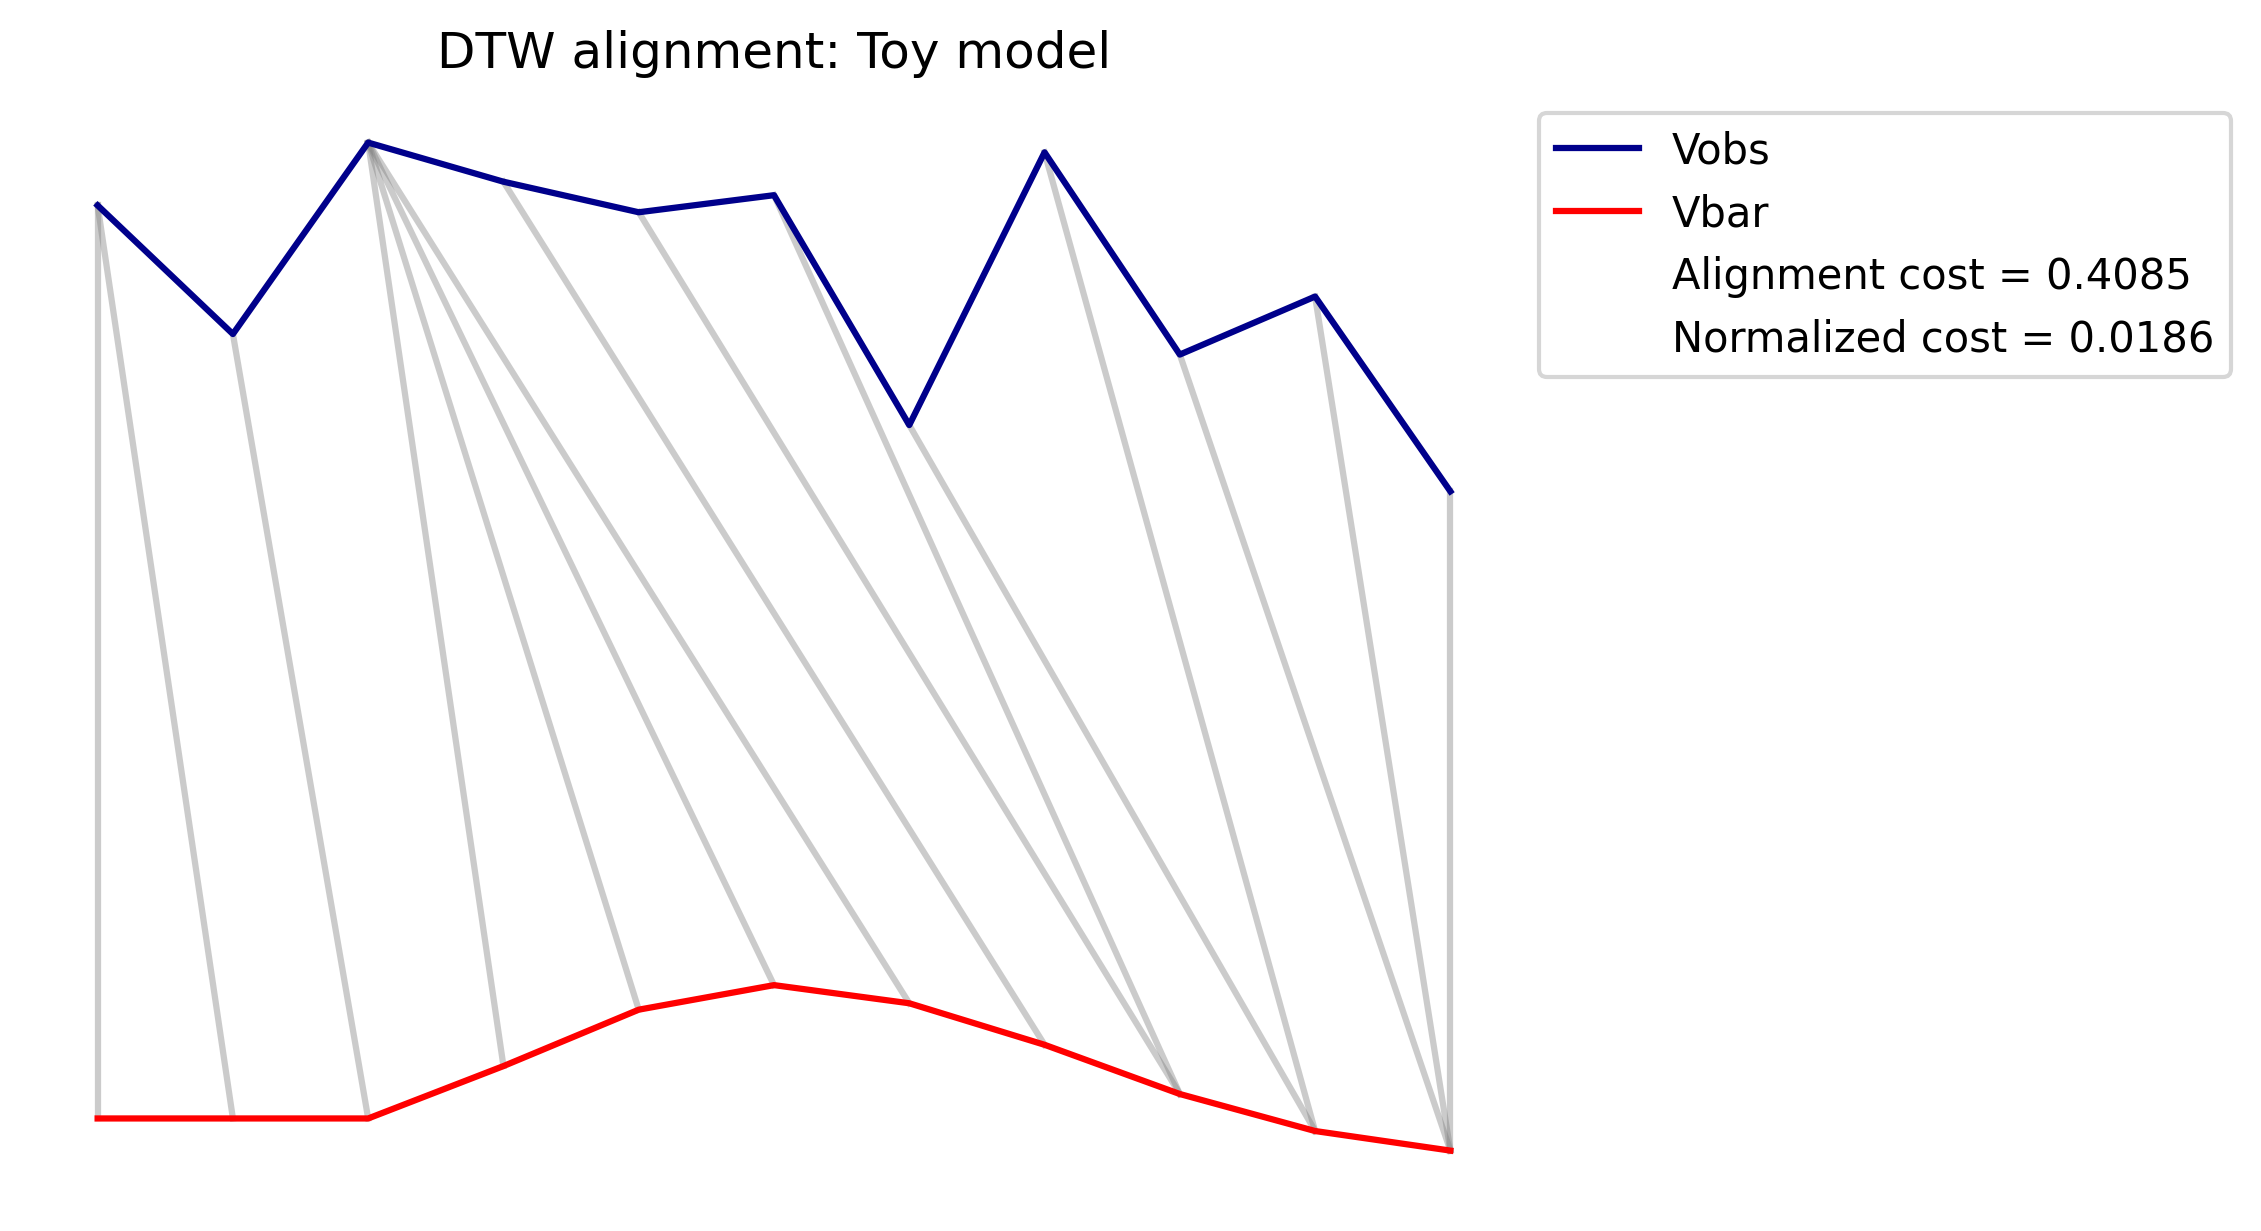 DTW alignment: Toy model
Vobs
Vbar
Alignment cost = 0.4085
Normalized cost = 0.0186